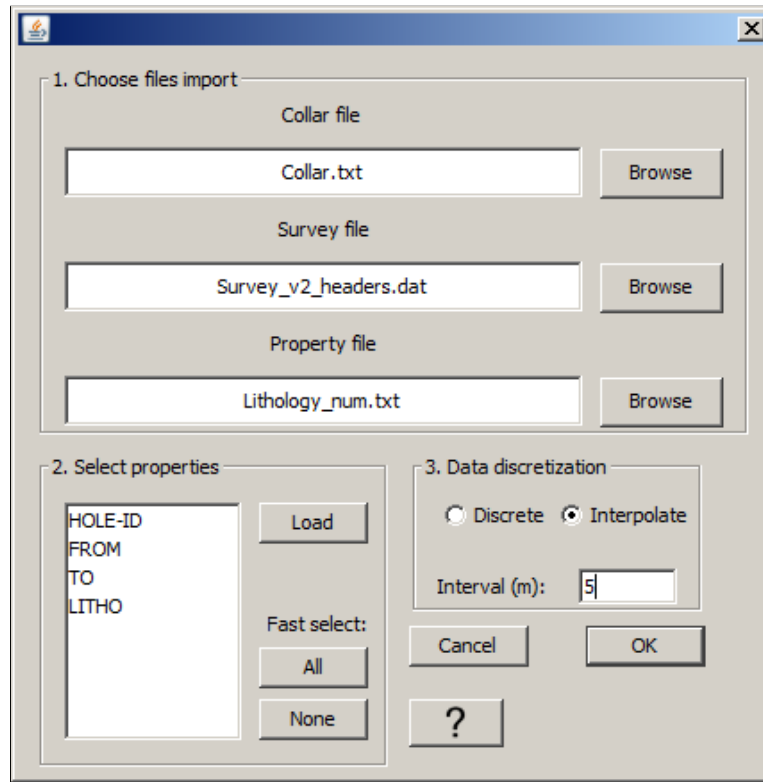 1. Choose files import
Collar file
Collar.txt
Browse
Survey file
Survey_v2_headers.dat
Browse
Property file
Lithology_num.txt
Browse
2. Select properties
HOLE-ID
FROM
TO
LITHO
Load
Fast select:
All
None
3. Data discretization
Discrete Interpolate
Interval (m): 5
Cancel OK
?